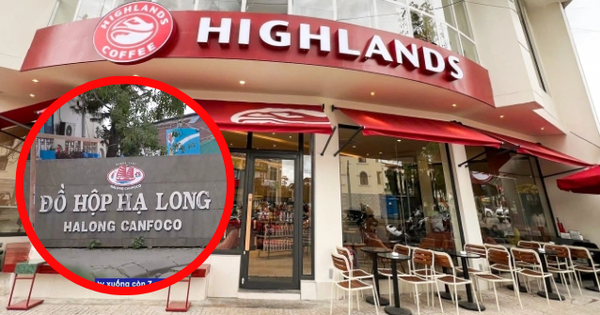 HIGHLANDS
COFFEE
HIGHLANDS
ĐỒ HỘP HẠ LONG
HALONG CANFOCO